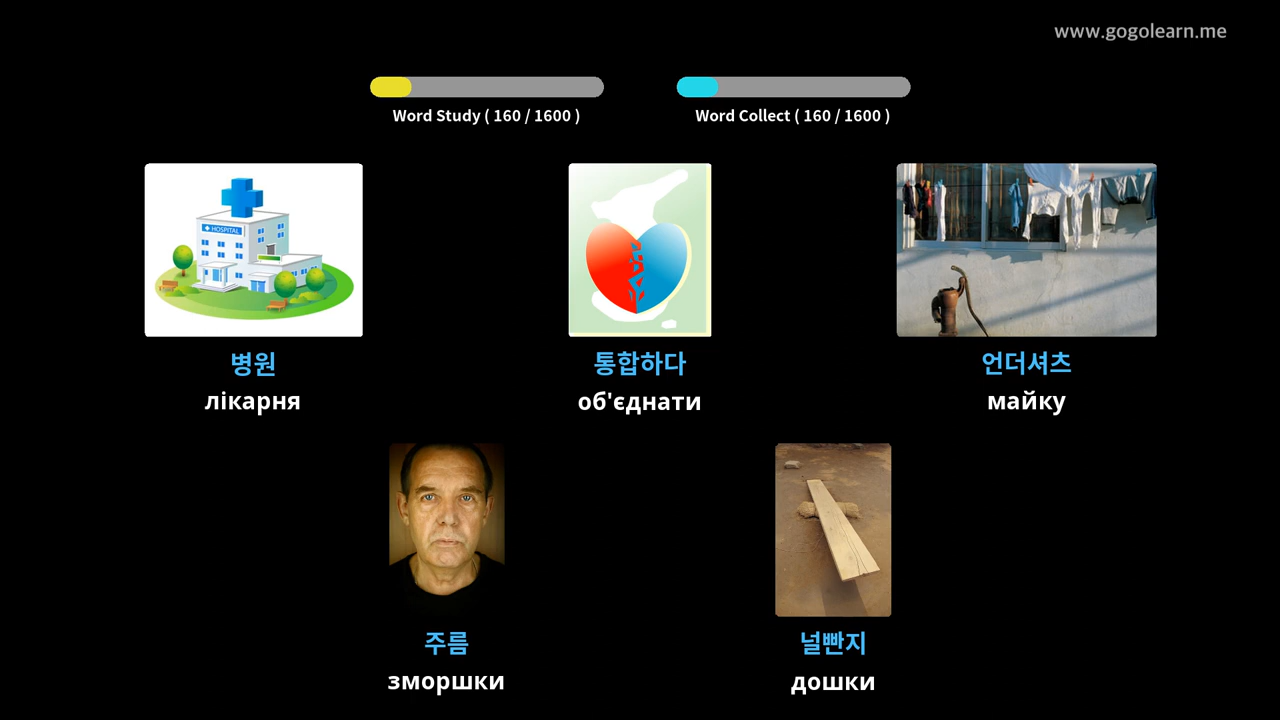 www.gogolearn.me
Word Study ( 160 / 1600 )
Word Collect ( 160 / 1600 )
HOSPITAL
병원
лікарня
통합하다
об'єднати
언더셔츠
майку
주름
зморшки
널빤지
дошки